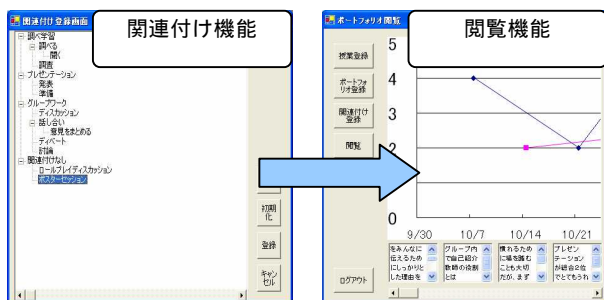 関連付け登録画面
関連付け機能
調べ学習
調べる
聞く
調査
プレゼンテーション
発表
準備
グループワーク
ディスカッション
話し合い
意見をまとめる
ディベート
討論
関連付けなし
ロールプレイディスカッション
ポスターセッション
初期化
登録
キャンセル
ポートフォリオ閲覧
閲覧機能
授業登録
ポートフォリオ登録
関連付け登録
閲覧
ログアウト
5
4
3
2
0
9/30 10/7 10/14 10/21
をみんなに
伝えるため
にしっかりと
した理由を
グループ内
で自己紹介
教師の役割
とは
慣れるため
に場を踏む
ことも大切
だが、まず
プレゼン
テーション
が総合2位
でとてもうれ